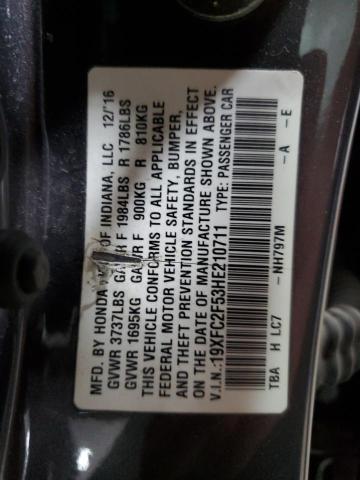 MFD. BY HONDA OF INDIANA, LLC 12/16
GVWR 3737LBS F 1984LBS R 1786LBS
GVWR 1695KG F 900KG R 810KG
THIS VEHICLE CONFORMS TO ALL APPLICABLE
FEDERAL MOTOR VEHICLE SAFETY, BUMPER,
AND THEFT PREVENTION STANDARDS IN EFFECT
ON THE DATE OF MANUFACTURE SHOWN ABOVE.
V.I.N.:19XFC2F53HE210711 TYPE: PASSENGER CAR
TBA H LC7 -NH797M -A -E